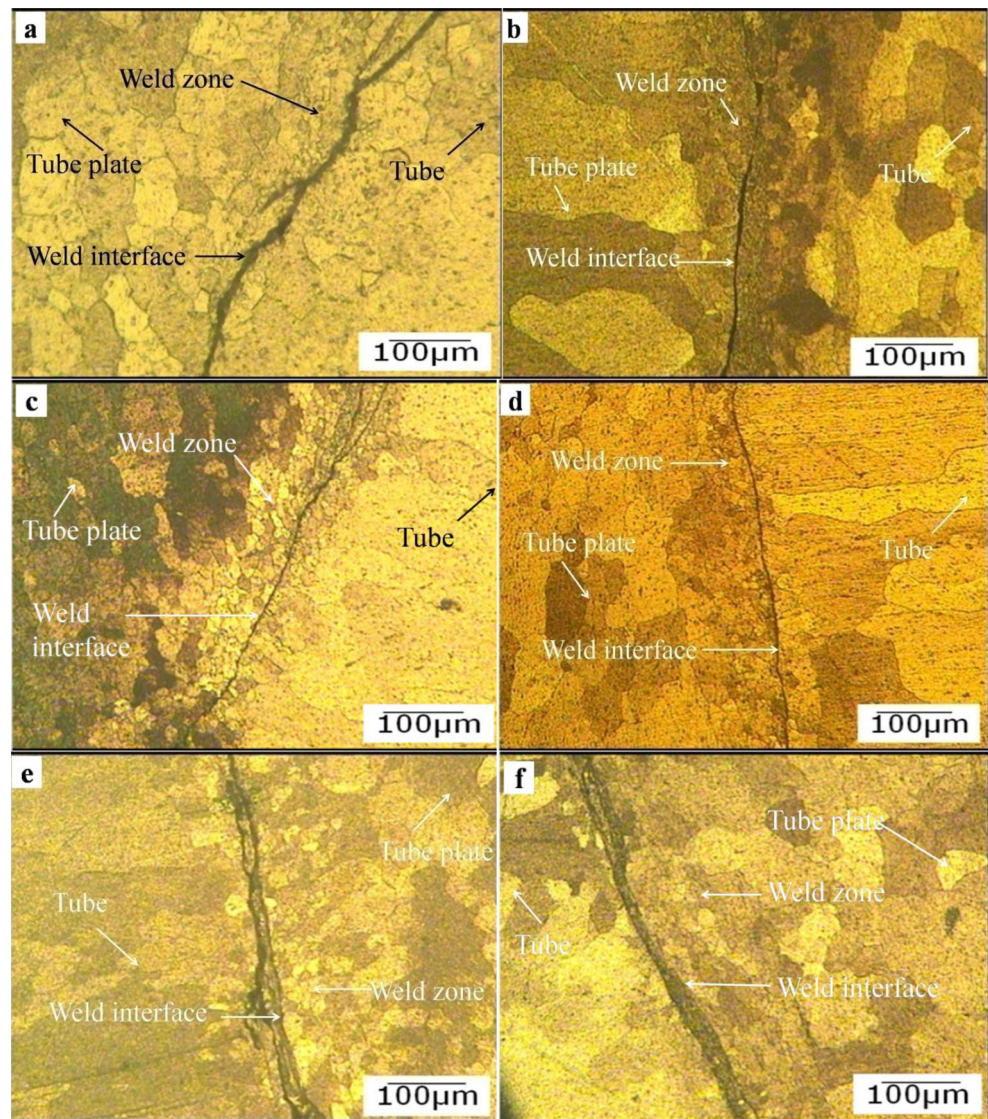 a
Weld zone
Tube plate
Tube
Weld interface
100µm
b
Weld zone
Tube plate
Tube
Weld interface
100µm
c
Weld zone
Tube plate
Tube
Weld
interface
100µm
d
Weld zone
Tube plate
Tube
Weld interface
100µm
e
Tube plate
Tube
Weld zone
Weld interface
100µm
f
Tube plate
Weld zone
Tube
Weld interface
100µm